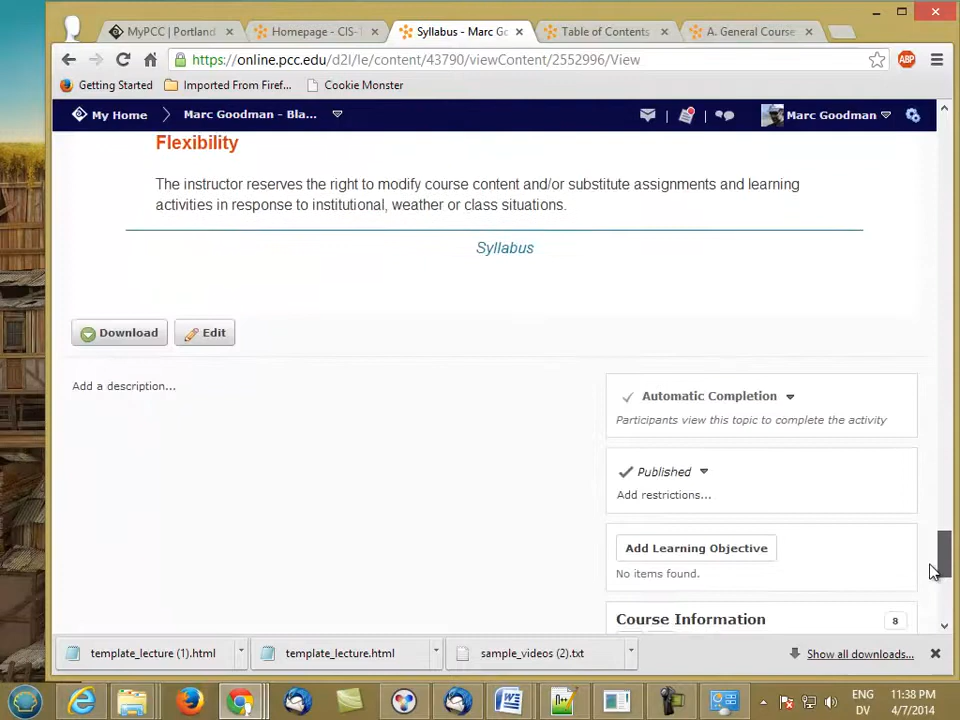 MyPCC | Portland
Homepage - CIS-
Syllabus - Marc Go
Table of Contents
A. General Course
https://online.pcc.edu/d2l/le/content/43790/viewContent/2552996/View
ABP
Getting Started
Imported From Firef...
Cookie Monster
My Home
Marc Goodman - Bla...
Marc Goodman
Flexibility
The instructor reserves the right to modify course content and/or substitute assignments and learning
activities in response to institutional, weather or class situations.
Syllabus
Download
Edit
Add a description...
Automatic Completion
Participants view this topic to complete the activity
Published
Add restrictions...
Add Learning Objective
No items found.
Course Information
8
template_lecture (1).html
template_lecture.html
sample_videos (2).txt
Show all downloads...
ENG
DV
11:38 PM
4/7/2014